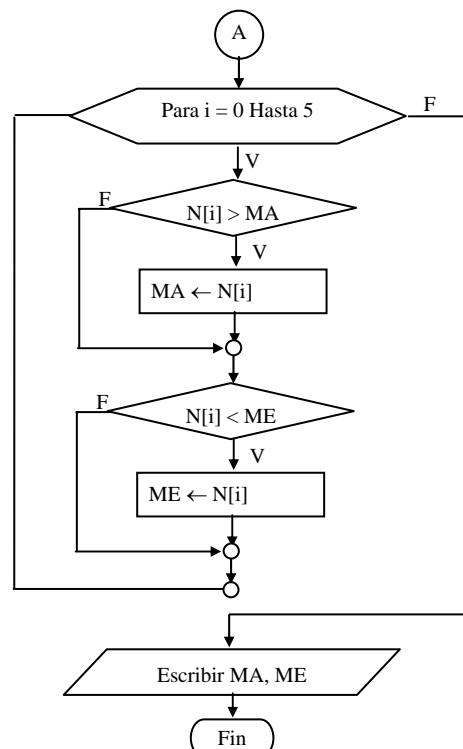 A
Para i = 0 Hasta 5
F
V
F
N[i] > MA
V
MA ← N[i]
F
N[i] < ME
V
ME ← N[i]
Escribir MA, ME
Fin